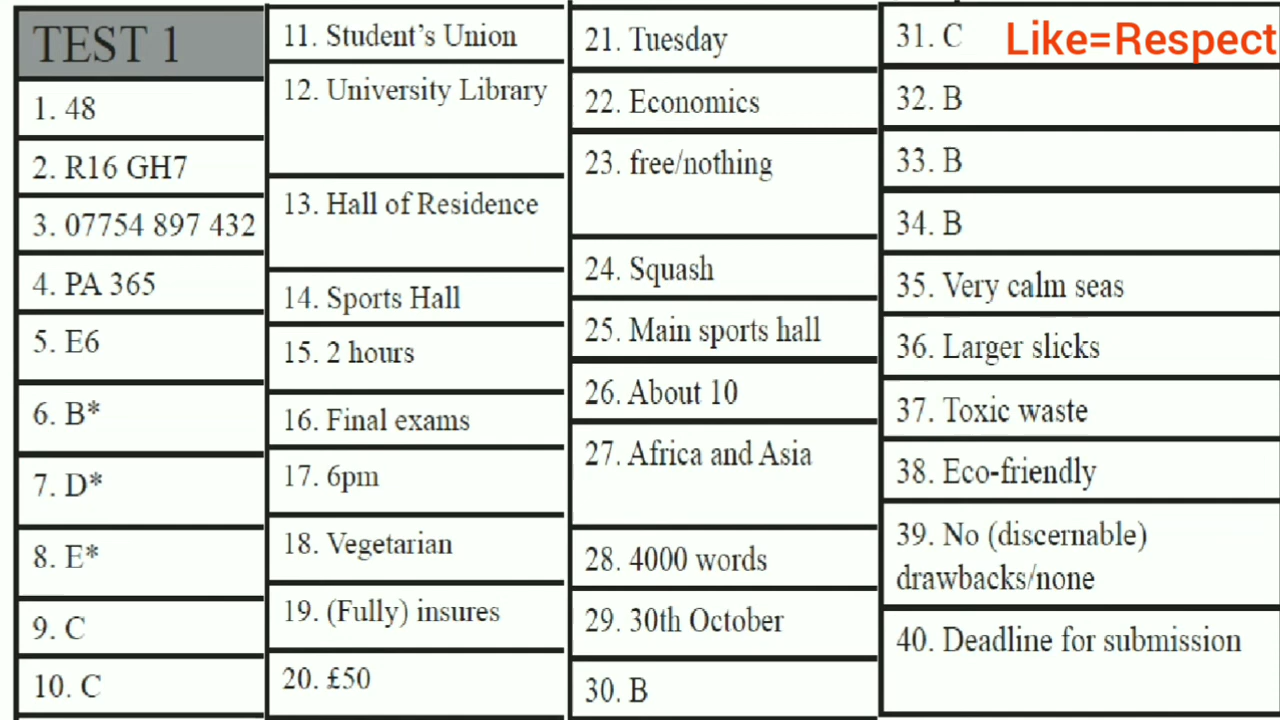 TEST 1
1. 48
2. R16 GH7
3. 07754 897 432
4. PA 365
5. E6
6. B*
7. D*
8. E*
9. C
10. C
11. Student’s Union
12. University Library
13. Hall of Residence
14. Sports Hall
15. 2 hours
16. Final exams
17. 6pm
18. Vegetarian
19. (Fully) insures
20. £50
21. Tuesday
22. Economics
23. free/nothing
24. Squash
25. Main sports hall
26. About 10
27. Africa and Asia
28. 4000 words
29. 30th October
30. B
31. C
Like=Respect
32. B
33. B
34. B
35. Very calm seas
36. Larger slicks
37. Toxic waste
38. Eco-friendly
39. No (discernable)
drawbacks/none
40. Deadline for submission